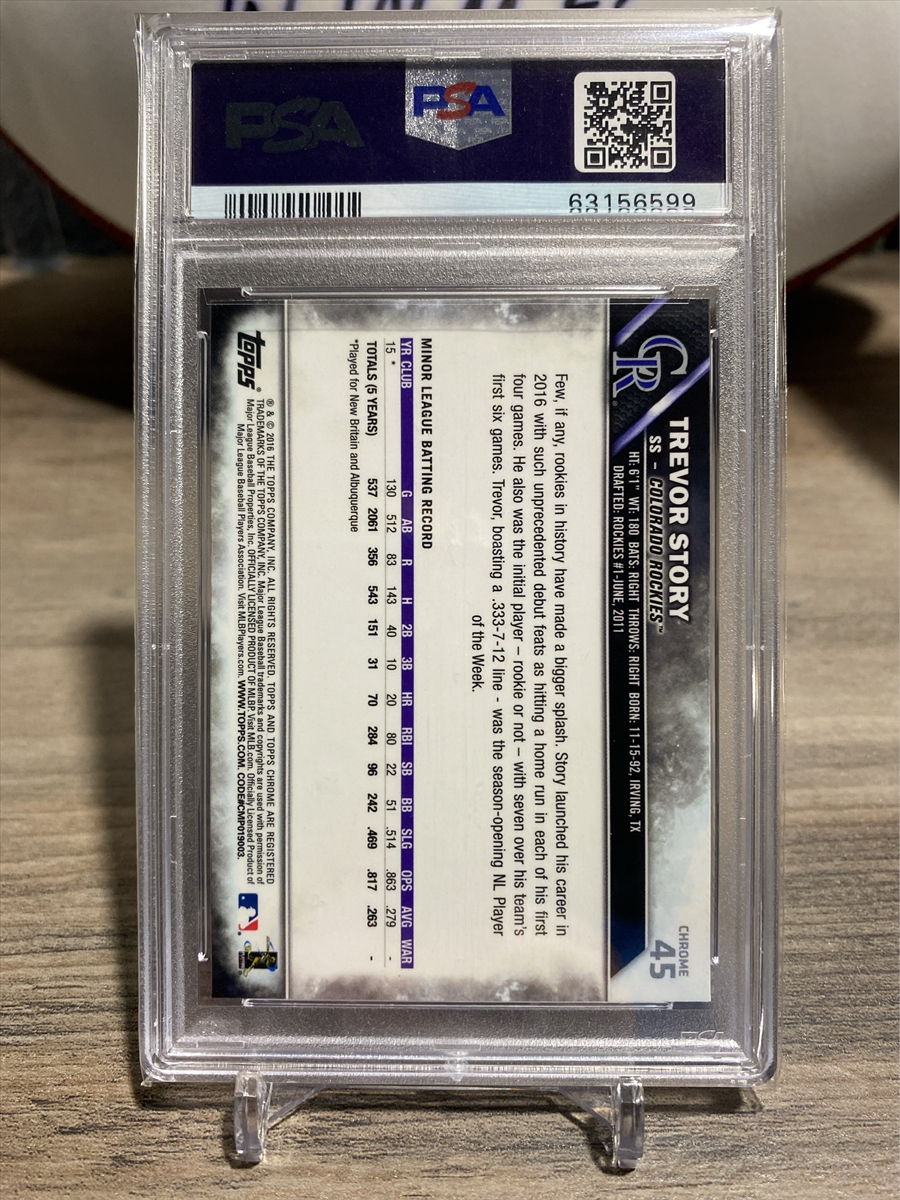 PSA
PSA
63156599
CHROME
45
CR
TREVOR STORY
SS – COLORADO ROCKIES™
HT: 6'1" WT: 180 BATS: RIGHT THROWS: RIGHT BORN: 11-15-92, IRVING, TX
DRAFTED: ROCKIES #1-JUNE, 2011
Few, if any, rookies in history have made a bigger splash. Story launched his career in
2016 with such unprecedented debut feats as hitting a home run in each of his first
four games. He also was the initial player – rookie or not – with seven over his team's
first six games. Trevor, boasting a .333-7-12 line - was the season-opening NL Player
of the Week.
MINOR LEAGUE BATTING RECORD
YR CLUB G AB R H 2B 3B HR RBI SB BB SLG OPS AVG WAR
15 * 130 512 83 143 40 10 20 80 22 51 .514 .863 .279 -
TOTALS (5 YEARS) 537 2061 356 543 151 31 70 284 96 242 .469 .817 .263 -
*Played for New Britain and Albuquerque
topps®
® & © 2016 THE TOPPS COMPANY, INC. ALL RIGHTS RESERVED. TOPPS AND TOPPS CHROME ARE REGISTERED
TRADEMARKS OF THE TOPPS COMPANY, INC. Major League Baseball trademarks and copyrights are used with permission of
Major League Baseball Properties, Inc. OFFICIALLY LICENSED PRODUCT OF MLBP. Visit MLB.com. Officially Licensed Product of
Major League Baseball Players Association. Visit MLBPlayers.com. WWW.TOPPS.COM. CODE#CMP019003.